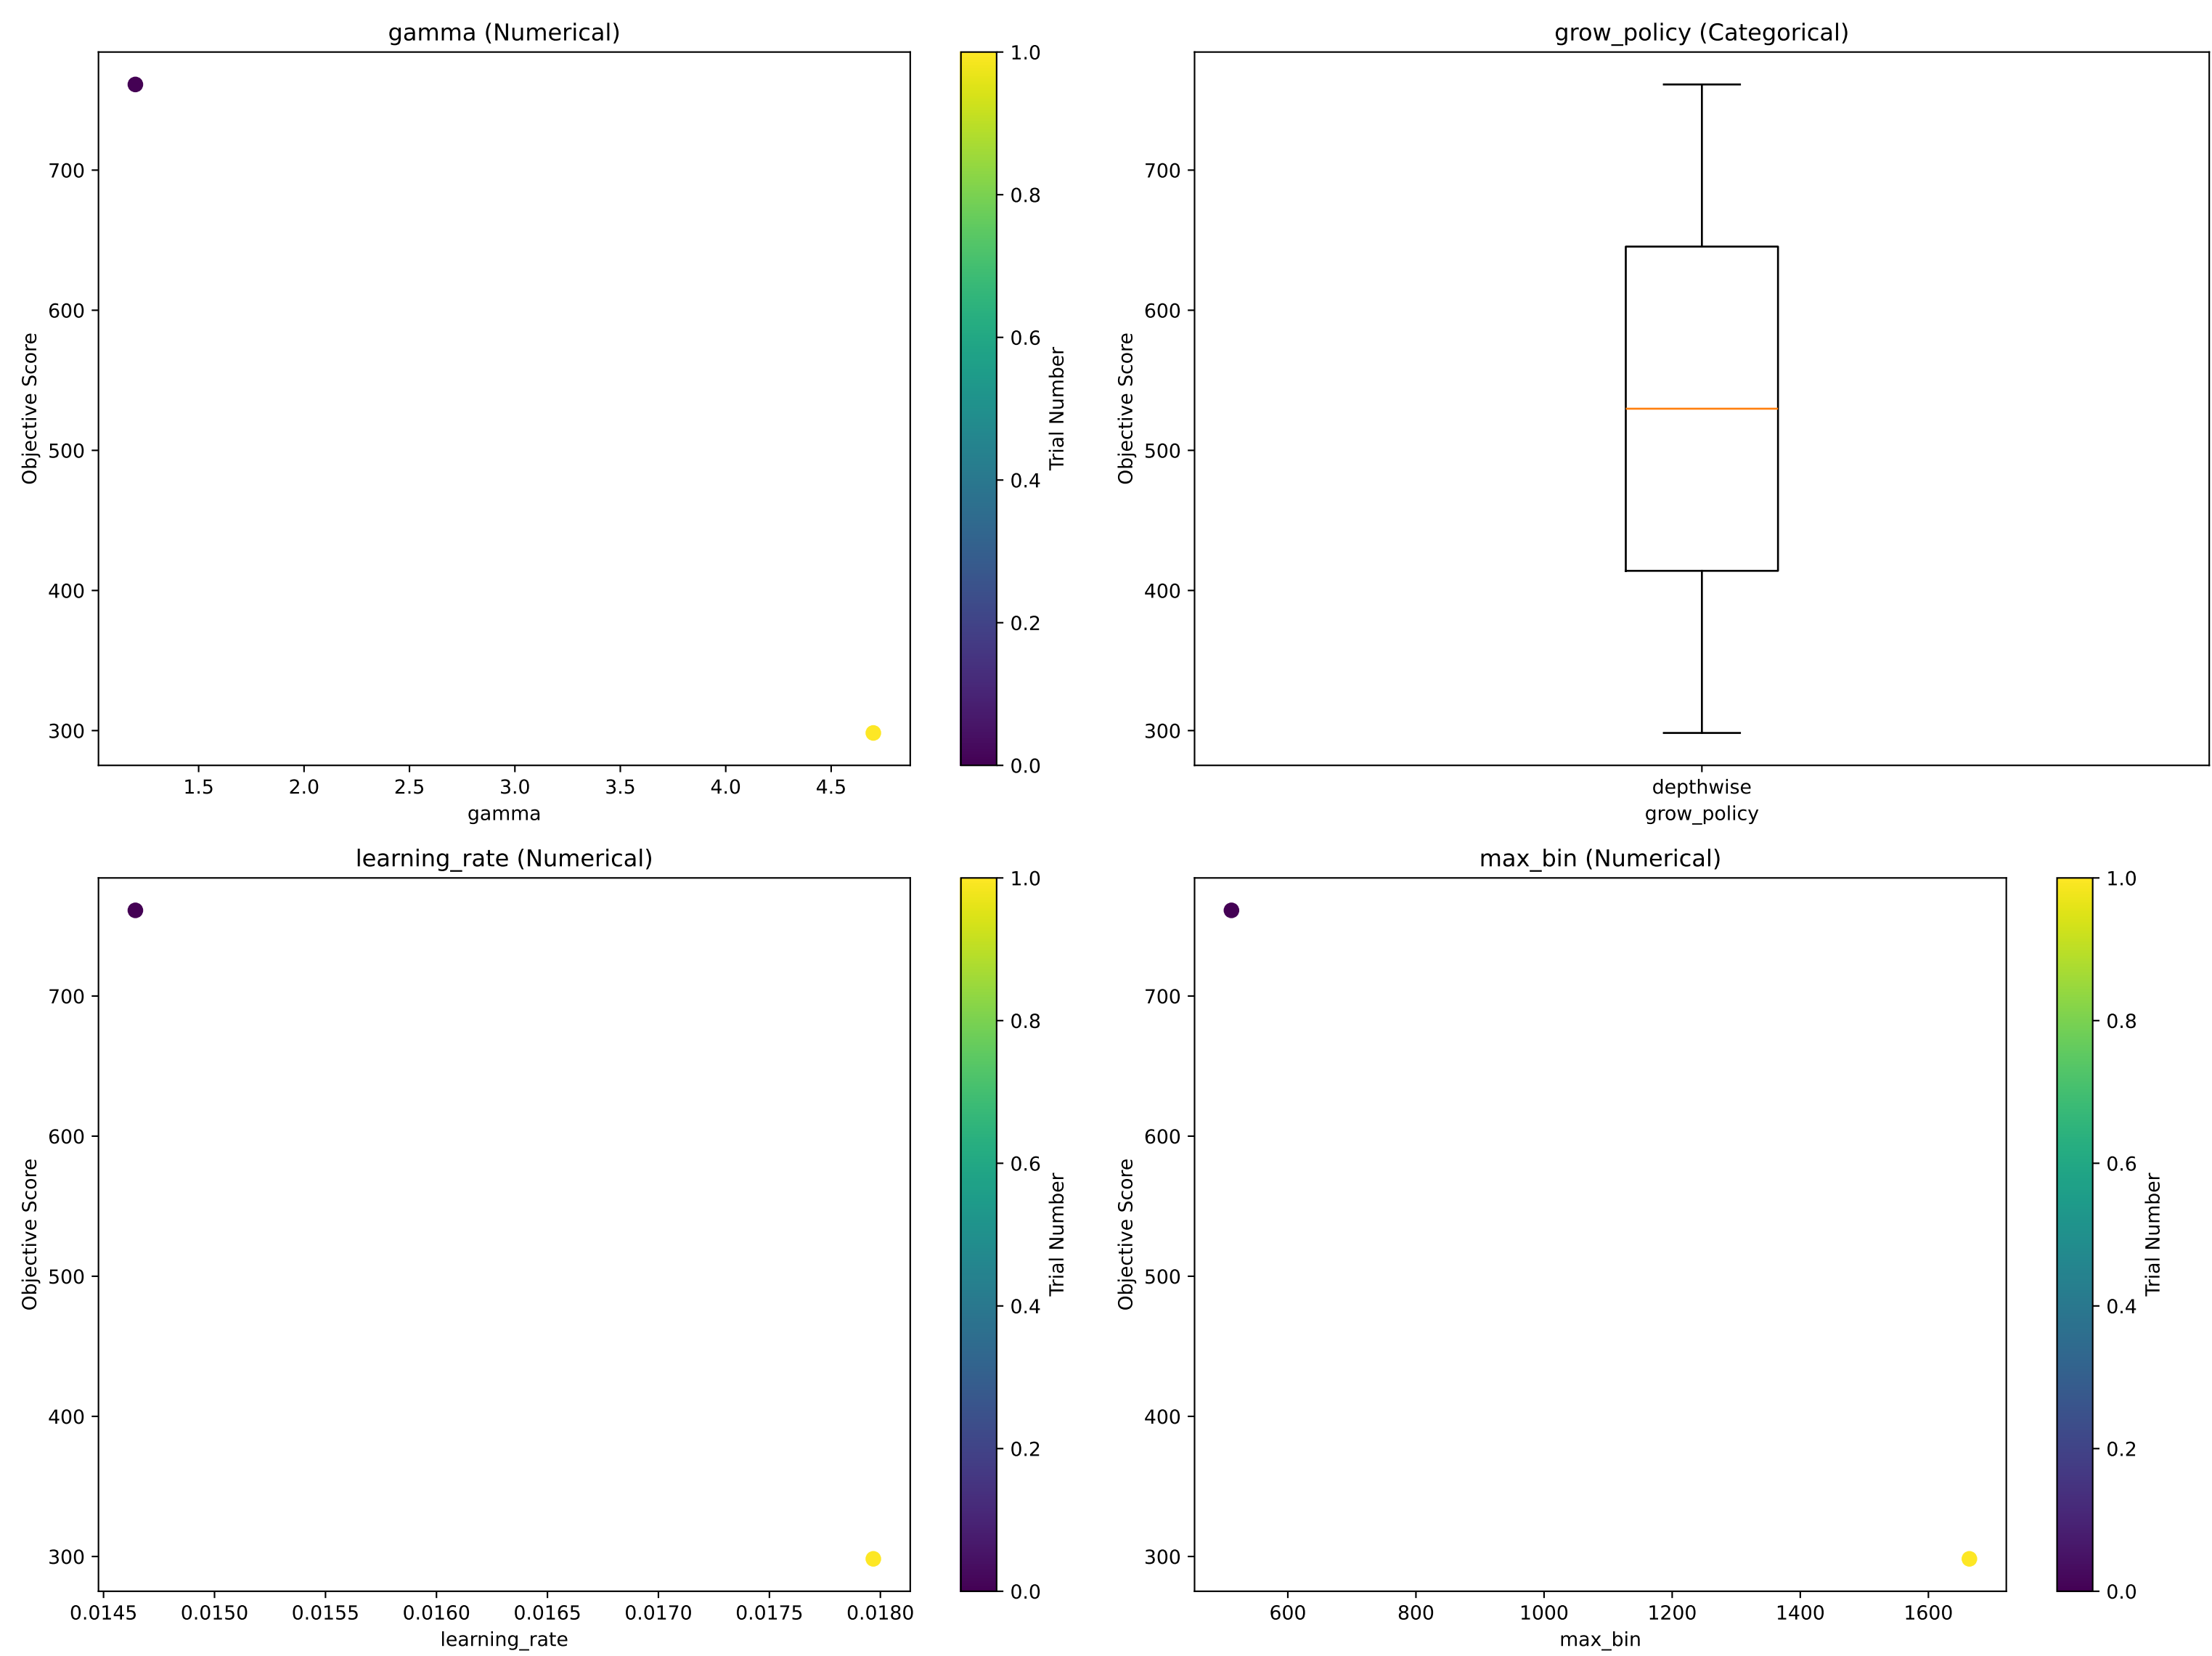 gamma (Numerical)
Objective Score
700
600
500
400
300
1.5 2.0 2.5 3.0 3.5 4.0 4.5
gamma
1.0
0.8
0.6
0.4
0.2
0.0
Trial Number
grow_policy (Categorical)
Objective Score
700
600
500
400
300
depthwise
grow_policy
learning_rate (Numerical)
Objective Score
700
600
500
400
300
0.0145 0.0150 0.0155 0.0160 0.0165 0.0170 0.0175 0.0180
learning_rate
1.0
0.8
0.6
0.4
0.2
0.0
Trial Number
max_bin (Numerical)
Objective Score
700
600
500
400
300
600 800 1000 1200 1400 1600
max_bin
1.0
0.8
0.6
0.4
0.2
0.0
Trial Number